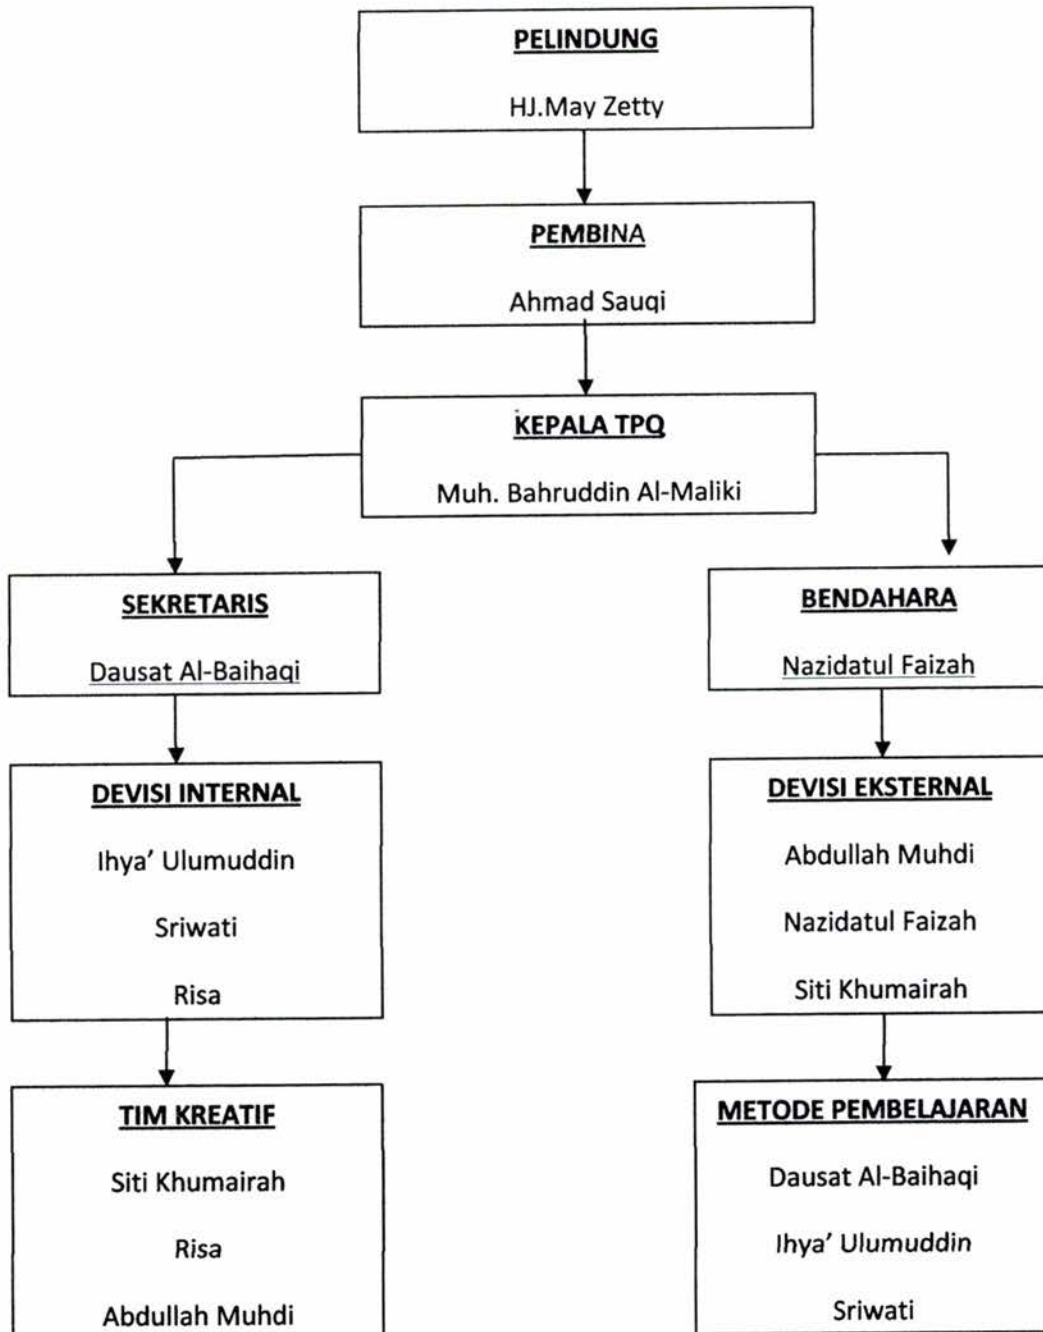 PELINDUNG
HJ.May Zetty
PEMBINA
Ahmad Sauqi
KEPALA TPQ
Muh. Bahruddin Al-Maliki
SEKRETARIS
Dausat Al-Baihaqi
BENDAHARA
Nazidatul Faizah
DEVISI INTERNAL
Ihya’ Ulumuddin
Sriwati
Risa
DEVISI EKSTERNAL
Abdullah Muhdi
Nazidatul Faizah
Siti Khumairah
TIM KREATIF
Siti Khumairah
Risa
Abdullah Muhdi
METODE PEMBELAJARAN
Dausat Al-Baihaqi
Ihya’ Ulumuddin
Sriwati